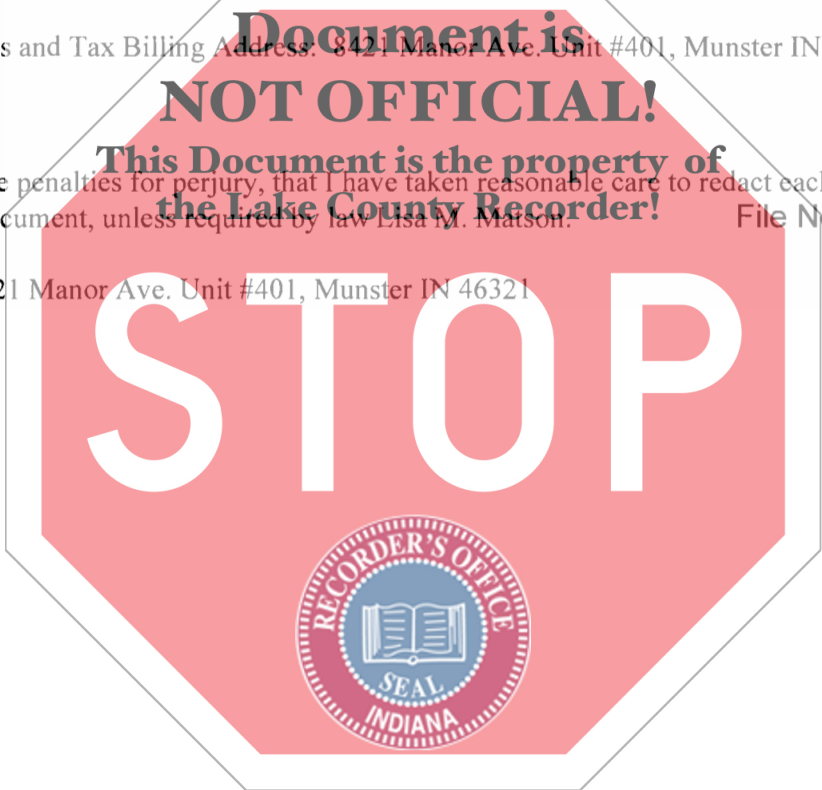 Document is
s and Tax Billing Address: 8421 Manor Ave. Unit #401, Munster IN
NOT OFFICIAL!
This Document is the property of
e penalties for perjury, that I have taken reasonable care to redact each
the Lake County Recorder!
cument, unless required by law Lisa M. Matson. File N
21 Manor Ave. Unit #401, Munster IN 46321
STOP
RECORDER'S OFFICE
SEAL
INDIANA